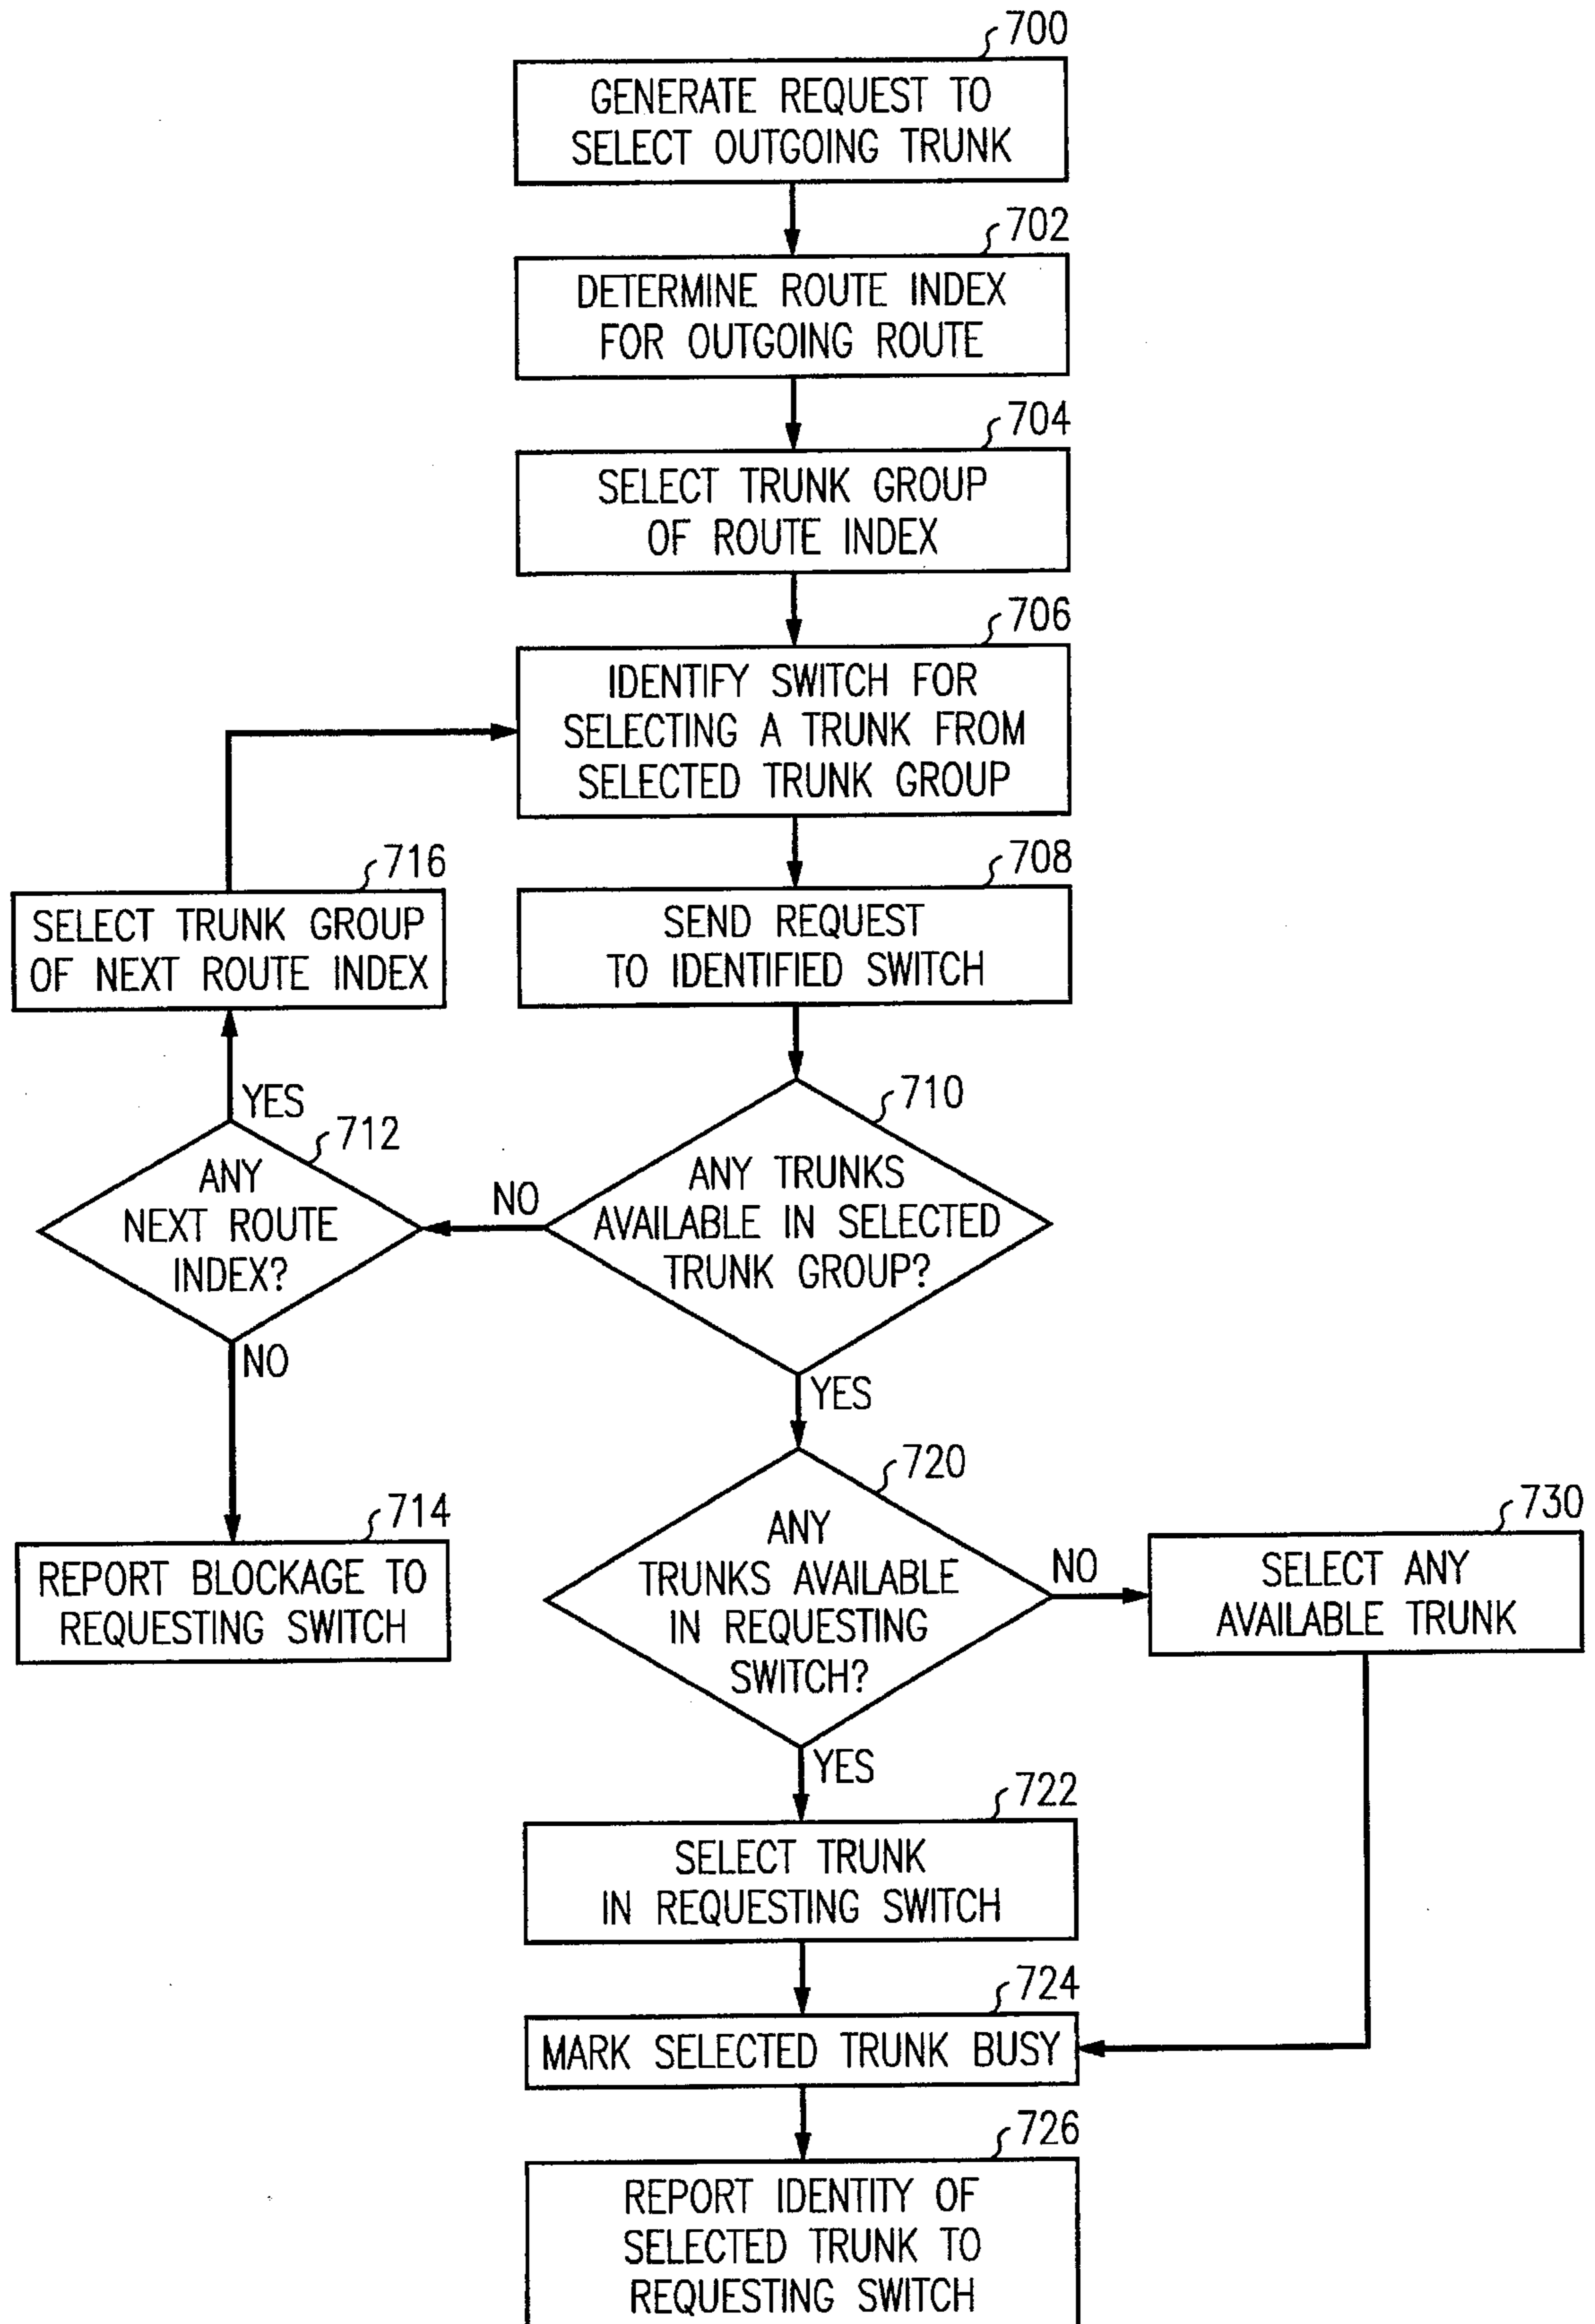 700
GENERATE REQUEST TO
SELECT OUTGOING TRUNK
702
DETERMINE ROUTE INDEX
FOR OUTGOING ROUTE
704
SELECT TRUNK GROUP
OF ROUTE INDEX
706
IDENTIFY SWITCH FOR
SELECTING A TRUNK FROM
SELECTED TRUNK GROUP
716
SELECT TRUNK GROUP
OF NEXT ROUTE INDEX
708
SEND REQUEST
TO IDENTIFIED SWITCH
YES
712
ANY
NEXT ROUTE
INDEX?
NO
710
ANY TRUNKS
AVAILABLE IN SELECTED
TRUNK GROUP?
NO
YES
714
REPORT BLOCKAGE TO
REQUESTING SWITCH
720
ANY
TRUNKS AVAILABLE
IN REQUESTING
SWITCH?
NO
730
SELECT ANY
AVAILABLE TRUNK
YES
722
SELECT TRUNK
IN REQUESTING SWITCH
724
MARK SELECTED TRUNK BUSY
726
REPORT IDENTITY OF
SELECTED TRUNK TO
REQUESTING SWITCH